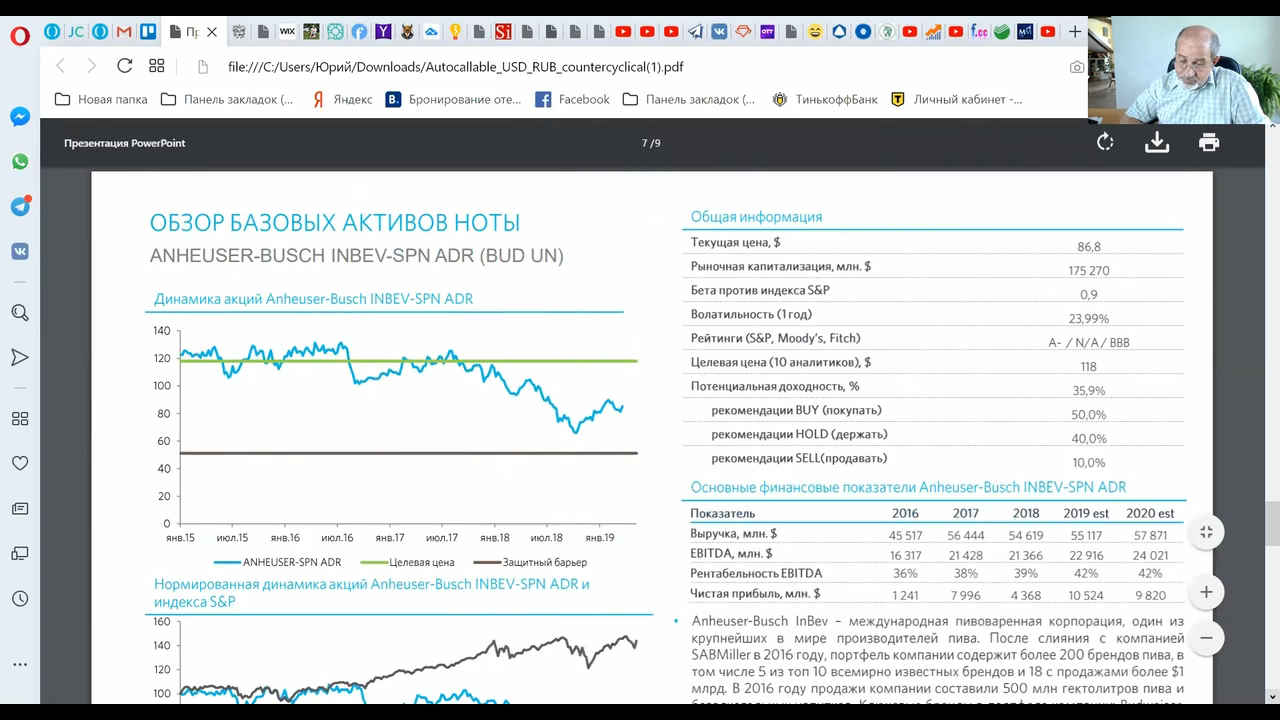 JC
Пр
WIX
Si
ОТТ
f.cc
file:///C:/Users/Юрий/Downloads/Autocallable_USD_RUB_countercyclical(1).pdf
Новая папка
Панель закладок (...
Яндекс
Бронирование оте...
Facebook
Панель закладок (...
ТинькоффБанк
Личный кабинет -...
Презентация PowerPoint
7 /9
ОБЗОР БАЗОВЫХ АКТИВОВ НОТЫ
ANHEUSER-BUSCH INBEV-SPN ADR (BUD UN)
Динамика акций Anheuser-Busch INBEV-SPN ADR
140
120
100
80
60
40
20
0
янв.15 июл.15 янв.16 июл.16 янв.17 июл.17 янв.18 июл.18 янв.19
ANHEUSER-SPN ADR Целевая цена Защитный барьер
Нормированная динамика акций Anheuser-Busch INBEV-SPN ADR и
индекса S&P
160
140
120
100
Общая информация
Текущая цена, $ 86,8
Рыночная капитализация, млн. $ 175 270
Бета против индекса S&P 0,9
Волатильность (1 год) 23,99%
Рейтинги (S&P, Moody's, Fitch) A- / N/A / BBB
Целевая цена (10 аналитиков), $ 118
Потенциальная доходность, % 35,9%
рекомендации BUY (покупать) 50,0%
рекомендации HOLD (держать) 40,0%
рекомендации SELL(продавать) 10,0%
Основные финансовые показатели Anheuser-Busch INBEV-SPN ADR
Показатель 2016 2017 2018 2019 est 2020 est
Выручка, млн. $ 45 517 56 444 54 619 55 117 57 871
EBITDA, млн. $ 16 317 21 428 21 366 22 916 24 021
Рентабельность EBITDA 36% 38% 39% 42% 42%
Чистая прибыль, млн. $ 1 241 7 996 4 368 10 524 9 820
Anheuser-Busch InBev – международная пивоваренная корпорация, один из
крупнейших в мире производителей пива. После слияния с компанией
SABMiller в 2016 году, портфель компании содержит более 200 брендов пива, в
том числе 5 из топ 10 всемирно известных брендов и 18 с продажами более $1
млрд. В 2016 году продажи компании составили 500 млн гектолитров пива и